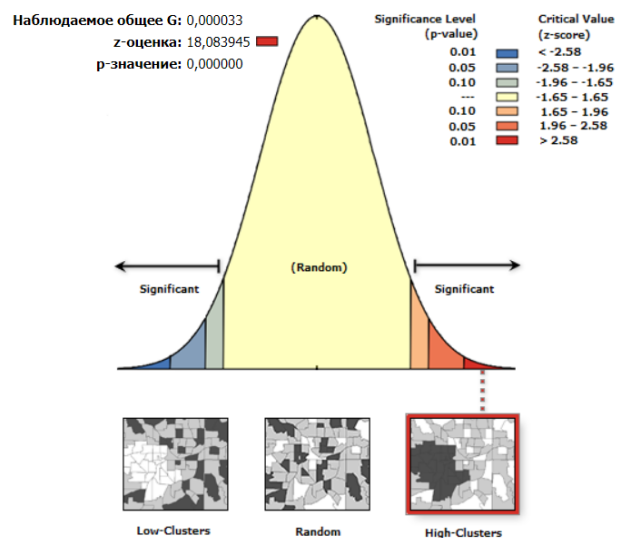 Наблюдаемое общее G: 0,000033
z-оценка: 18,083945
p-значение: 0,000000
Significance Level (p-value)
Critical Value (z-score)
0.01 < -2.58
0.05 -2.58 – -1.96
0.10 -1.96 – -1.65
--- -1.65 – 1.65
0.10 1.65 – 1.96
0.05 1.96 – 2.58
0.01 > 2.58
(Random)
Significant
Significant
Low-Clusters
Random
High-Clusters